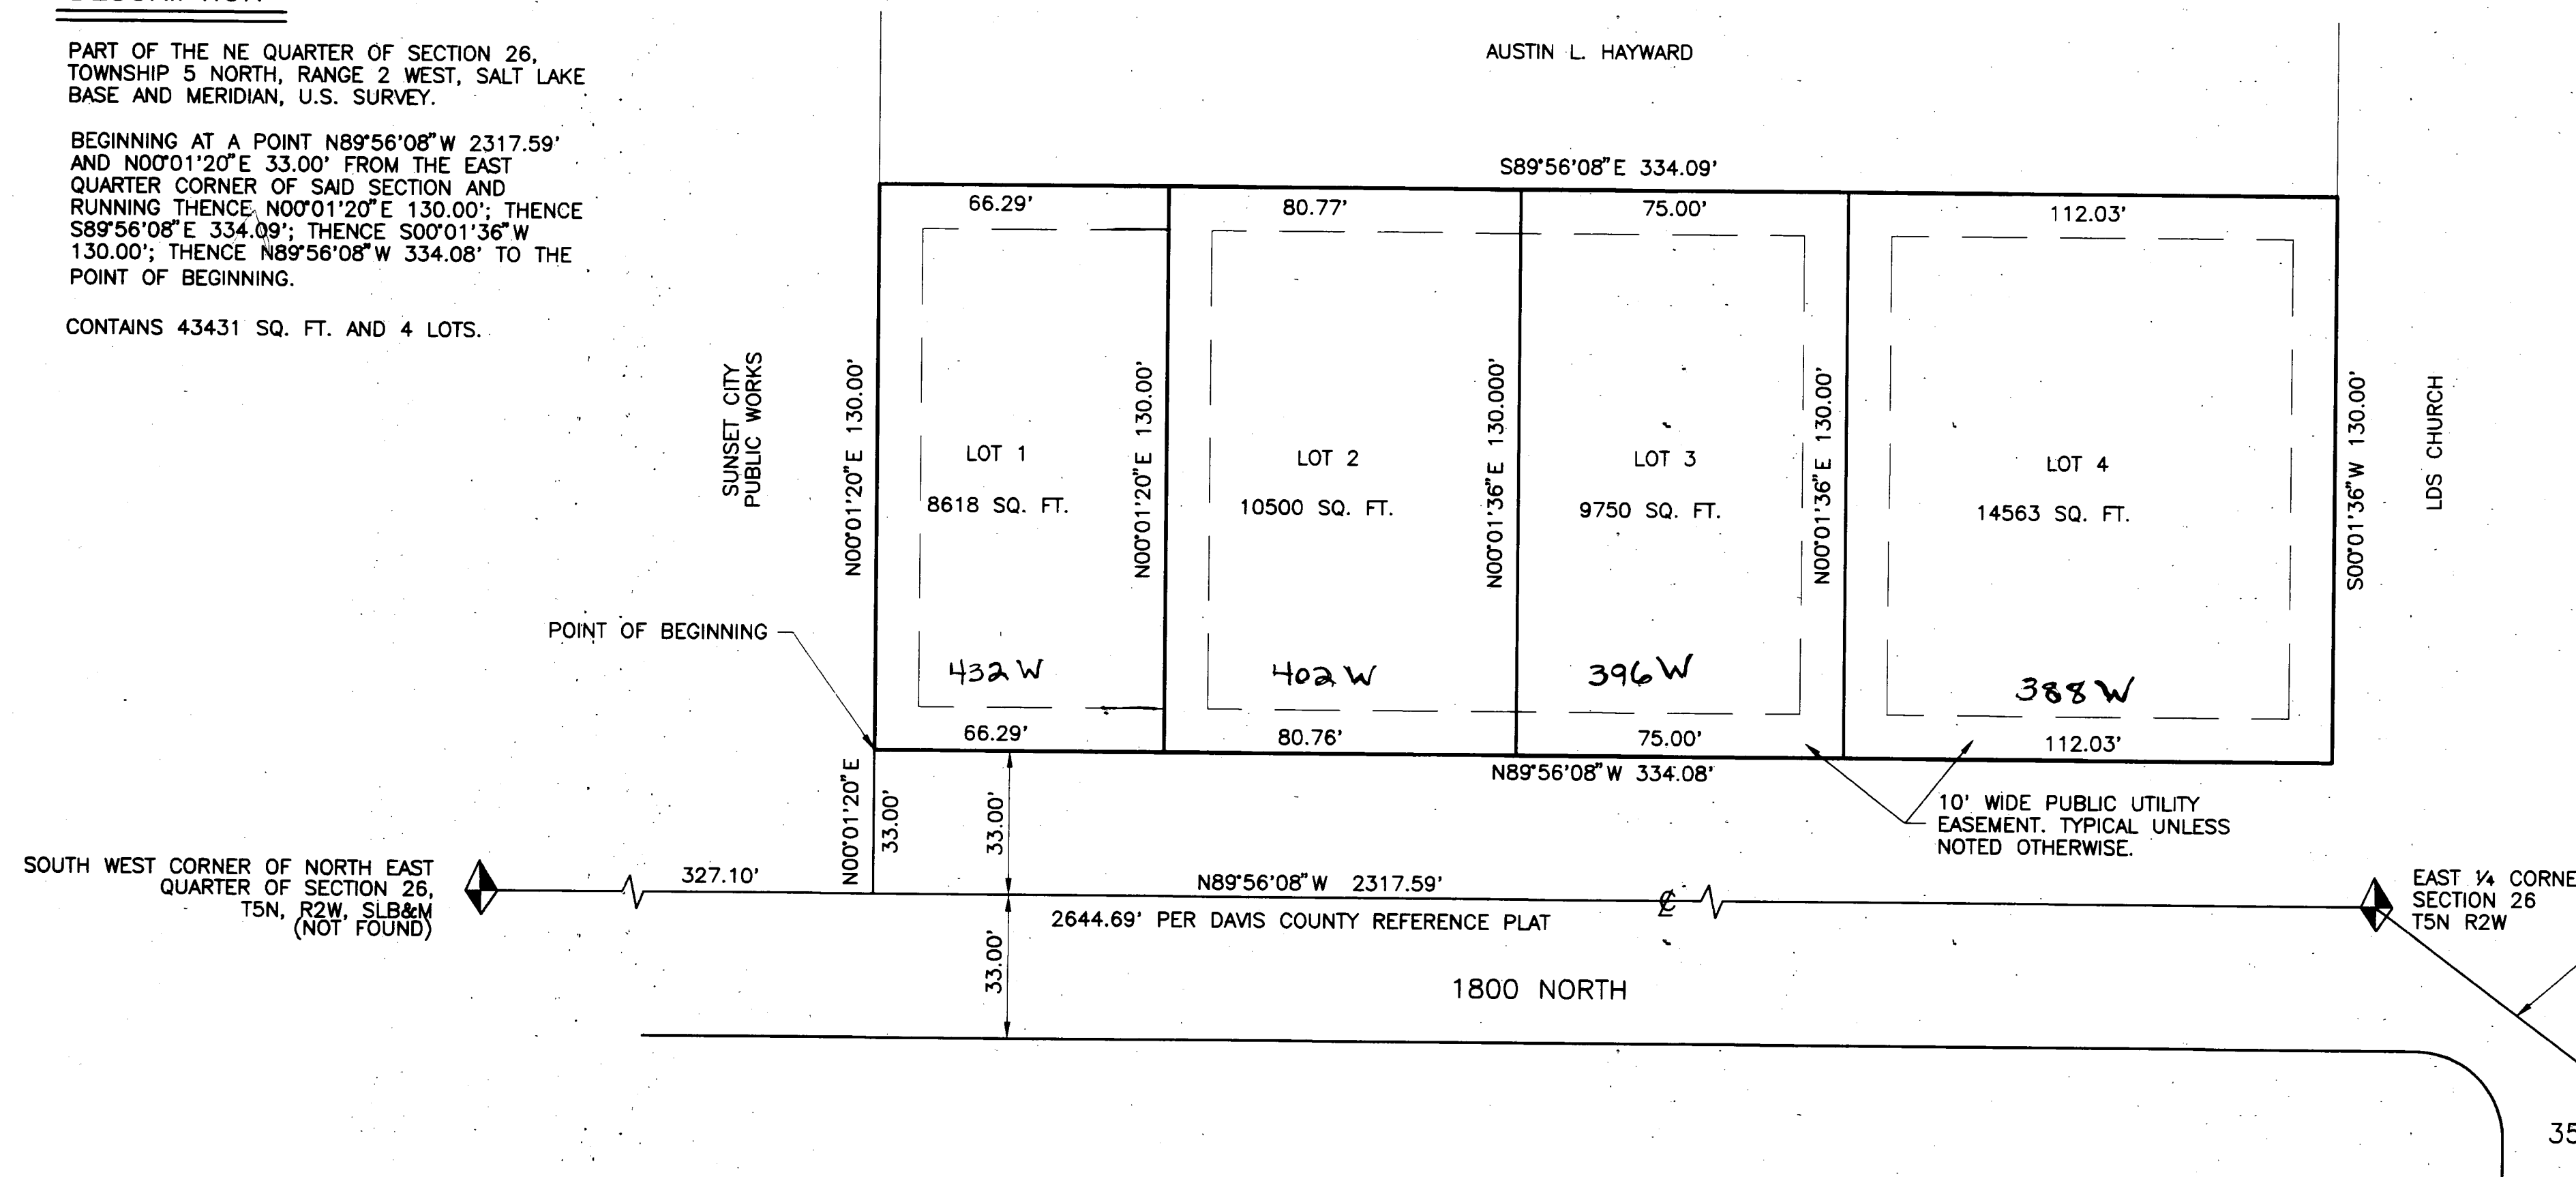 PART OF THE NE QUARTER OF SECTION 26,
TOWNSHIP 5 NORTH, RANGE 2 WEST, SALT LAKE
BASE AND MERIDIAN, U.S. SURVEY.
BEGINNING AT A POINT N89°56'08"W 2317.59'
AND N00°01'20"E 33.00' FROM THE EAST
QUARTER CORNER OF SAID SECTION AND
RUNNING THENCE N00°01'20"E 130.00'; THENCE
S89°56'08"E 334.09'; THENCE S00°01'36"W
130.00'; THENCE N89°56'08"W 334.08' TO THE
POINT OF BEGINNING.
CONTAINS 43431 SQ. FT. AND 4 LOTS.
AUSTIN L. HAYWARD
S89°56'08"E 334.09'
66.29'
80.77'
75.00'
112.03'
SUNSET CITY
PUBLIC WORKS
N00°01'20"E 130.00'
LOT 1
8618 SQ. FT.
432 W
N00°01'20"E 130.00'
LOT 2
10500 SQ. FT.
402 W
N00°01'36"E 130.000'
LOT 3
9750 SQ. FT.
396 W
N00°01'36"E 130.00'
LOT 4
14563 SQ. FT.
388 W
S00°01'36"W 130.00'
LDS CHURCH
POINT OF BEGINNING
66.29'
80.76'
75.00'
112.03'
N89°56'08"W 334.08'
N00°01'20"E
33.00'
33.00'
10' WIDE PUBLIC UTILITY
EASEMENT. TYPICAL UNLESS
NOTED OTHERWISE.
SOUTH WEST CORNER OF NORTH EAST
QUARTER OF SECTION 26,
T5N, R2W, SLB&M
(NOT FOUND)
327.10'
N89°56'08"W 2317.59'
℄
2644.69' PER DAVIS COUNTY REFERENCE PLAT
EAST ¼ CORNE
SECTION 26
T5N R2W
33.00'
1800 NORTH
35